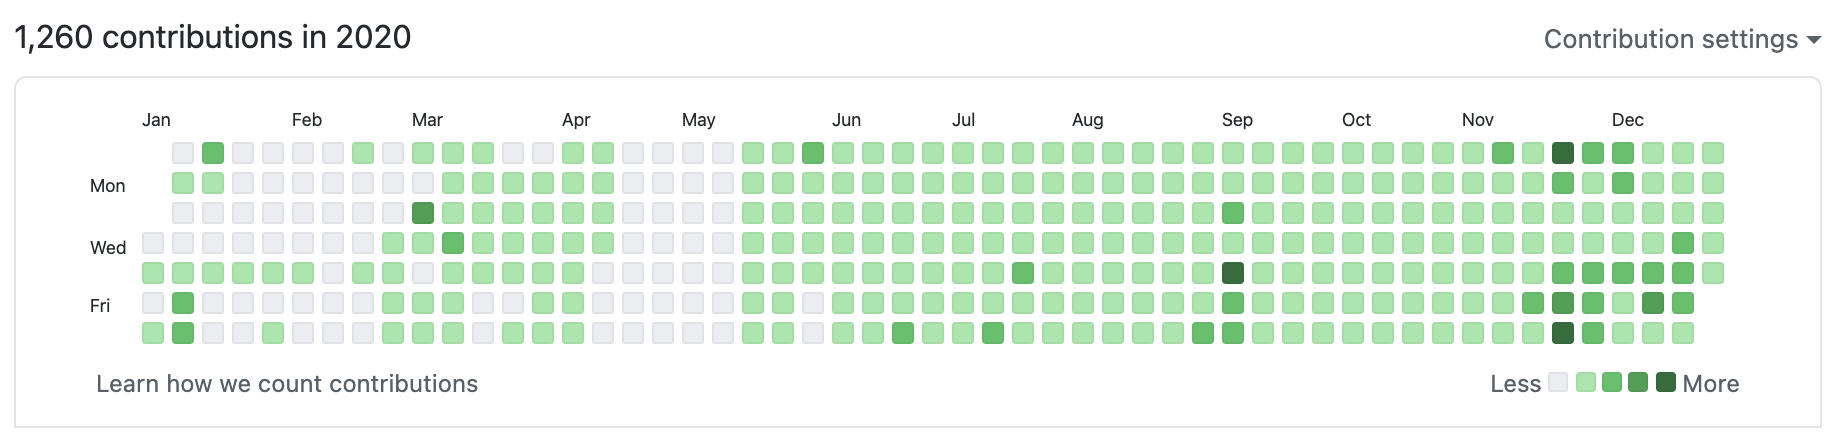 1,260 contributions in 2020
Contribution settings
Jan Feb Mar Apr May Jun Jul Aug Sep Oct Nov Dec
Mon
Wed
Fri
Learn how we count contributions
Less More